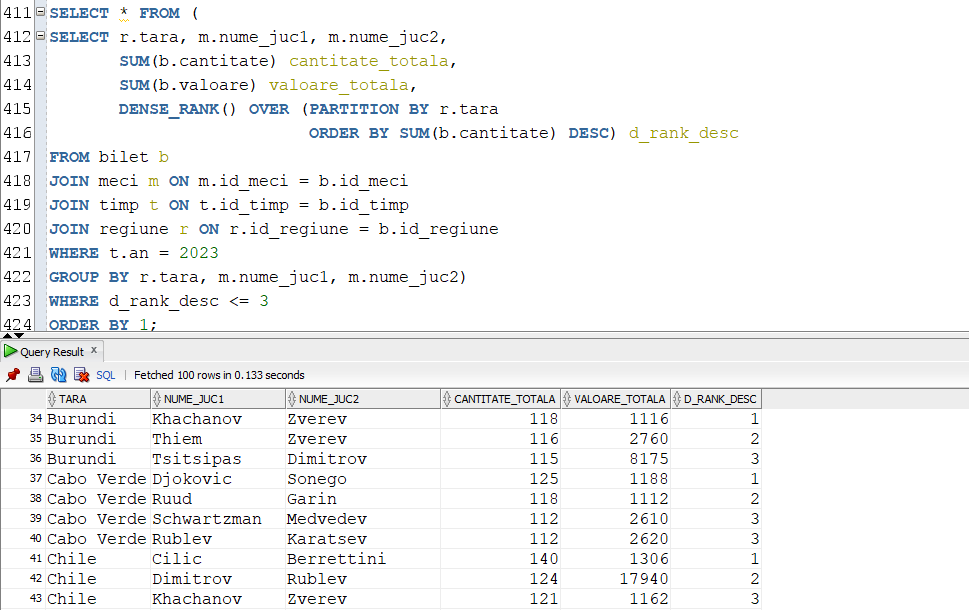 411 SELECT * FROM (
412 SELECT r.tara, m.nume_juc1, m.nume_juc2,
413 SUM(b.cantitate) cantitate_totala,
414 SUM(b.valoare) valoare_totala,
415 DENSE_RANK() OVER (PARTITION BY r.tara
416 ORDER BY SUM(b.cantitate) DESC) d_rank_desc
417 FROM bilet b
418 JOIN meci m ON m.id_meci = b.id_meci
419 JOIN timp t ON t.id_timp = b.id_timp
420 JOIN regiune r ON r.id_regiune = b.id_regiune
421 WHERE t.an = 2023
422 GROUP BY r.tara, m.nume_juc1, m.nume_juc2)
423 WHERE d_rank_desc <= 3
424 ORDER BY 1;
Query Result x
SQL | Fetched 100 rows in 0.133 seconds
TARA NUME_JUC1 NUME_JUC2 CANTITATE_TOTALA VALOARE_TOTALA D_RANK_DESC
34 Burundi Khachanov Zverev 118 1116 1
35 Burundi Thiem Zverev 116 2760 2
36 Burundi Tsitsipas Dimitrov 115 8175 3
37 Cabo Verde Djokovic Sonego 125 1188 1
38 Cabo Verde Ruud Garin 118 1112 2
39 Cabo Verde Schwartzman Medvedev 112 2610 3
40 Cabo Verde Rublev Karatsev 112 2620 3
41 Chile Cilic Berrettini 140 1306 1
42 Chile Dimitrov Rublev 124 17940 2
43 Chile Khachanov Zverev 121 1162 3